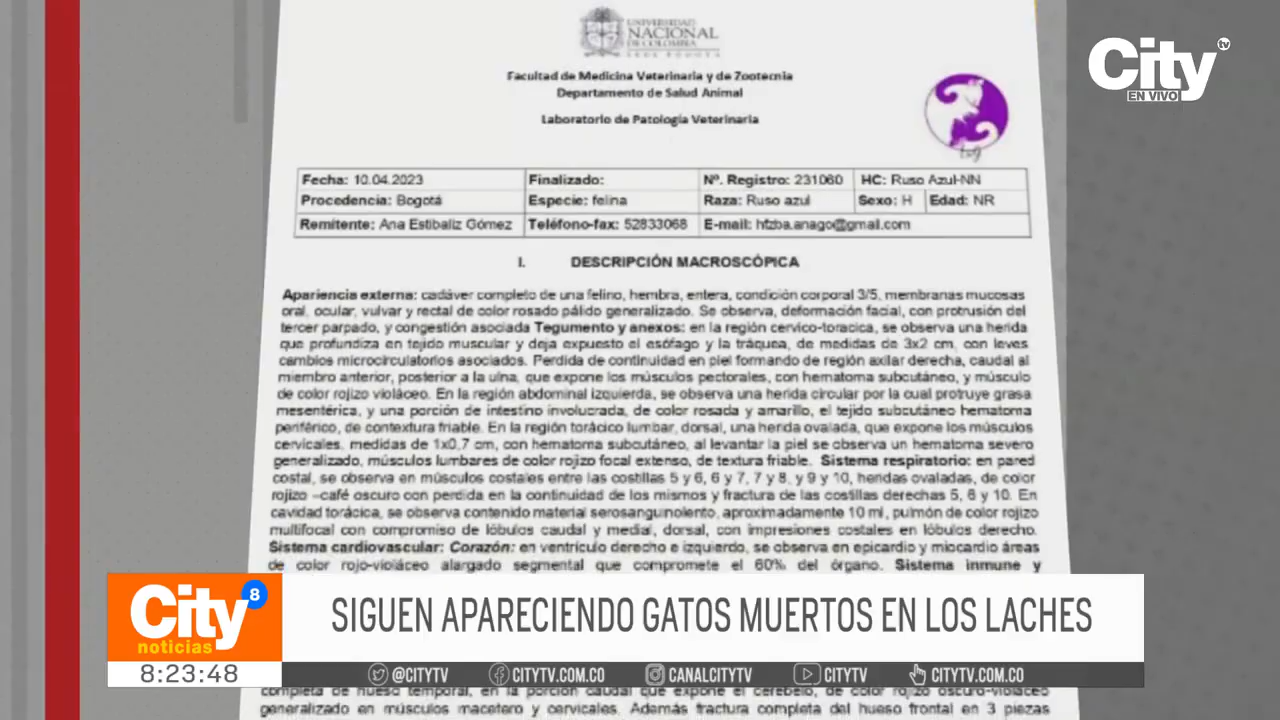 UNIVERSIDAD
NACIONAL
DE COLOMBIA
SEDE BOGOTÁ
City tv
EN VIVO
Facultad de Medicina Veterinaria y de Zootecnia
Departamento de Salud Animal
Laboratorio de Patología Veterinaria
Fecha: 10.04.2023 Finalizado: Nº. Registro: 231060 HC: Ruso Azul-NN
Procedencia: Bogotá Especie: felina Raza: Ruso azul Sexo: H Edad: NR
Remitente: Ana Estibaliz Gómez Teléfono-fax: 52833068 E-mail: hfzba.anago@gmail.com
I. DESCRIPCIÓN MACROSCÓPICA
Apariencia externa: cadáver completo de una felino, hembra, entera, condición corporal 3/5, membranas mucosas
oral, ocular, vulvar y rectal de color rosado pálido generalizado. Se observa, deformación facial, con protrusión del
tercer parpado, y congestión asociada Tegumento y anexos: en la región cervico-toracica, se observa una herida
que profundiza en tejido muscular y deja expuesto el esófago y la tráquea, de medidas de 3x2 cm, con leves
cambios microcirculatorios asociados. Perdida de continuidad en piel formando de región axilar derecha, caudal al
miembro anterior, posterior a la ulna, que expone los músculos pectorales, con hematoma subcutáneo, y músculo
de color rojizo violáceo. En la región abdominal izquierda, se observa una herida circular por la cual protruye grasa
mesentérica, y una porción de intestino involucrada, de color rosada y amarillo, el tejido subcutáneo hematoma
periférico, de contextura friable. En la región torácico lumbar, dorsal, una herida ovalada, que expone los músculos
cervicales, medidas de 1x0,7 cm, con hematoma subcutáneo, al levantar la piel se observa un hematoma severo
generalizado, músculos lumbares de color rojizo focal extenso, de textura friable. Sistema respiratorio: en pared
costal, se observa en músculos costales entre las costillas 5 y 6, 6 y 7, 7 y 8, y 9 y 10, heridas ovaladas, de color
rojizo –café oscuro con perdida en la continuidad de los mismos y fractura de las costillas derechas 5, 6 y 10. En
cavidad torácica, se observa contenido material serosanguinolento, aproximadamente 10 ml, pulmón de color rojizo
multifocal con compromiso de lóbulos caudal y medial, dorsal, con impresiones costales en lóbulos derecho.
Sistema cardiovascular: Corazón: en ventrículo derecho e izquierdo, se observa en epicardio y miocardio áreas
de color rojo-violáceo alargado segmental que compromete el 60% del órgano. Sistema inmune y
City 8
noticias
SIGUEN APARECIENDO GATOS MUERTOS EN LOS LACHES
8:23:48
@CITYTV CITYTV.COM.CO CANALCITYTV CITYTV CITYTV.COM.CO
completa de hueso temporal, en la porción caudal que expone el cerebelo, de color rojizo oscuro-violáceo
generalizado en músculos macetero y cervicales. Además fractura completa del hueso frontal en 3 piezas